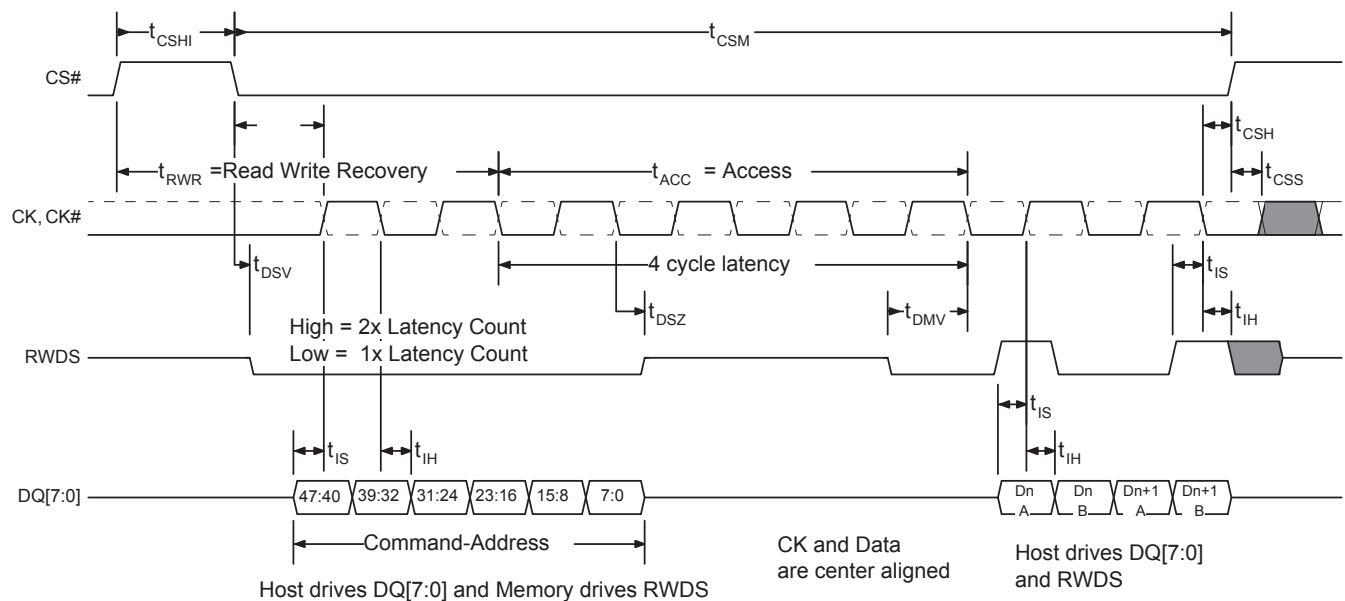 tCSHI
tCSM
CS#
tCSH
tRWR =Read Write Recovery
tACC = Access
tCSS
CK, CK#
tDSV
4 cycle latency
tIS
High = 2x Latency Count
Low = 1x Latency Count
tDSZ
tDMV
tIH
RWDS
tIS
tIS
tIH
tIH
DQ[7:0]
47:40 39:32 31:24 23:16 15:8 7:0
Dn A
Dn B
Dn+1 A
Dn+1 B
Command-Address
CK and Data
are center aligned
Host drives DQ[7:0]
and RWDS
Host drives DQ[7:0] and Memory drives RWDS